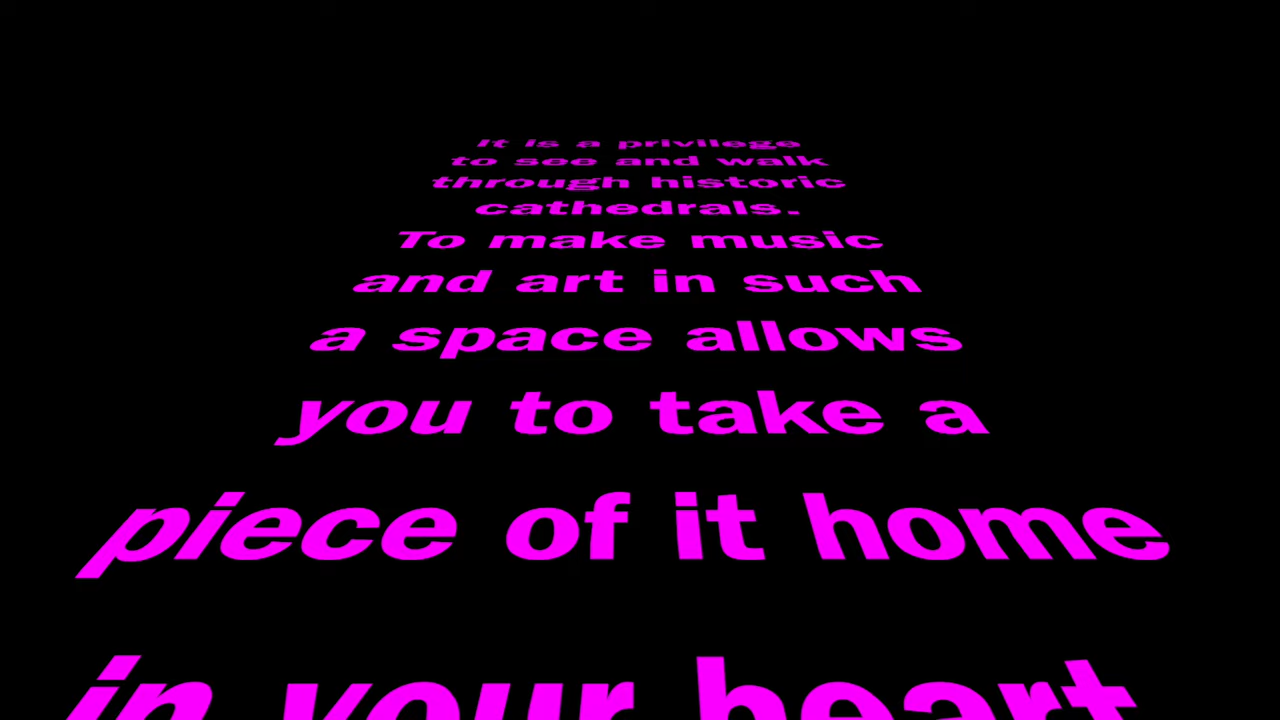 It is a privilege
to see and walk
through historic
cathedrals.
To make music
and art in such
a space allows
you to take a
piece of it home
in your heart